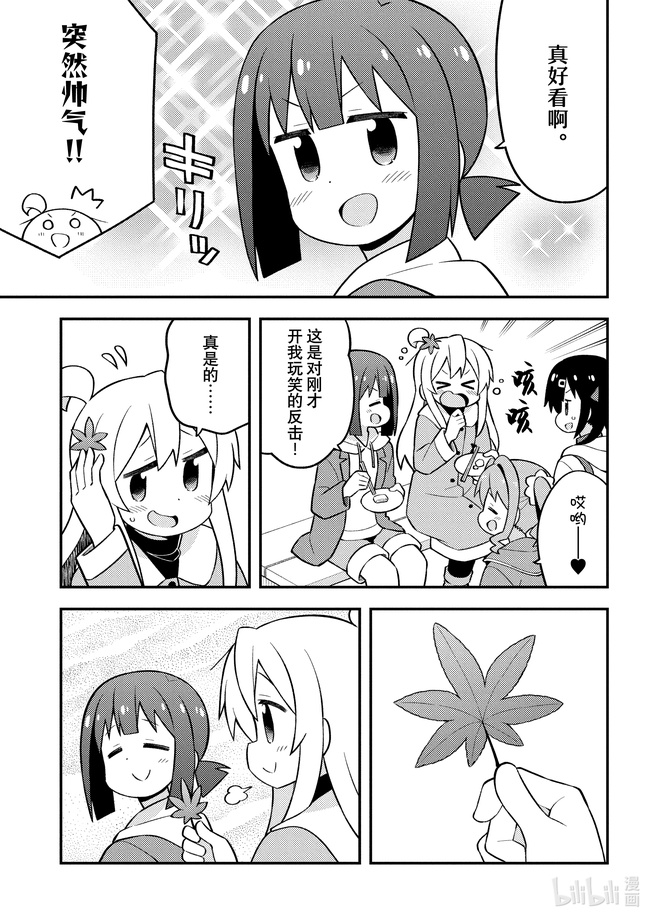 真好看啊。
キリッ
突然帅气!!
咳
咳
哎哟——♥
这是对刚才
开我玩笑的反击！
真是的……
bilibili
漫画